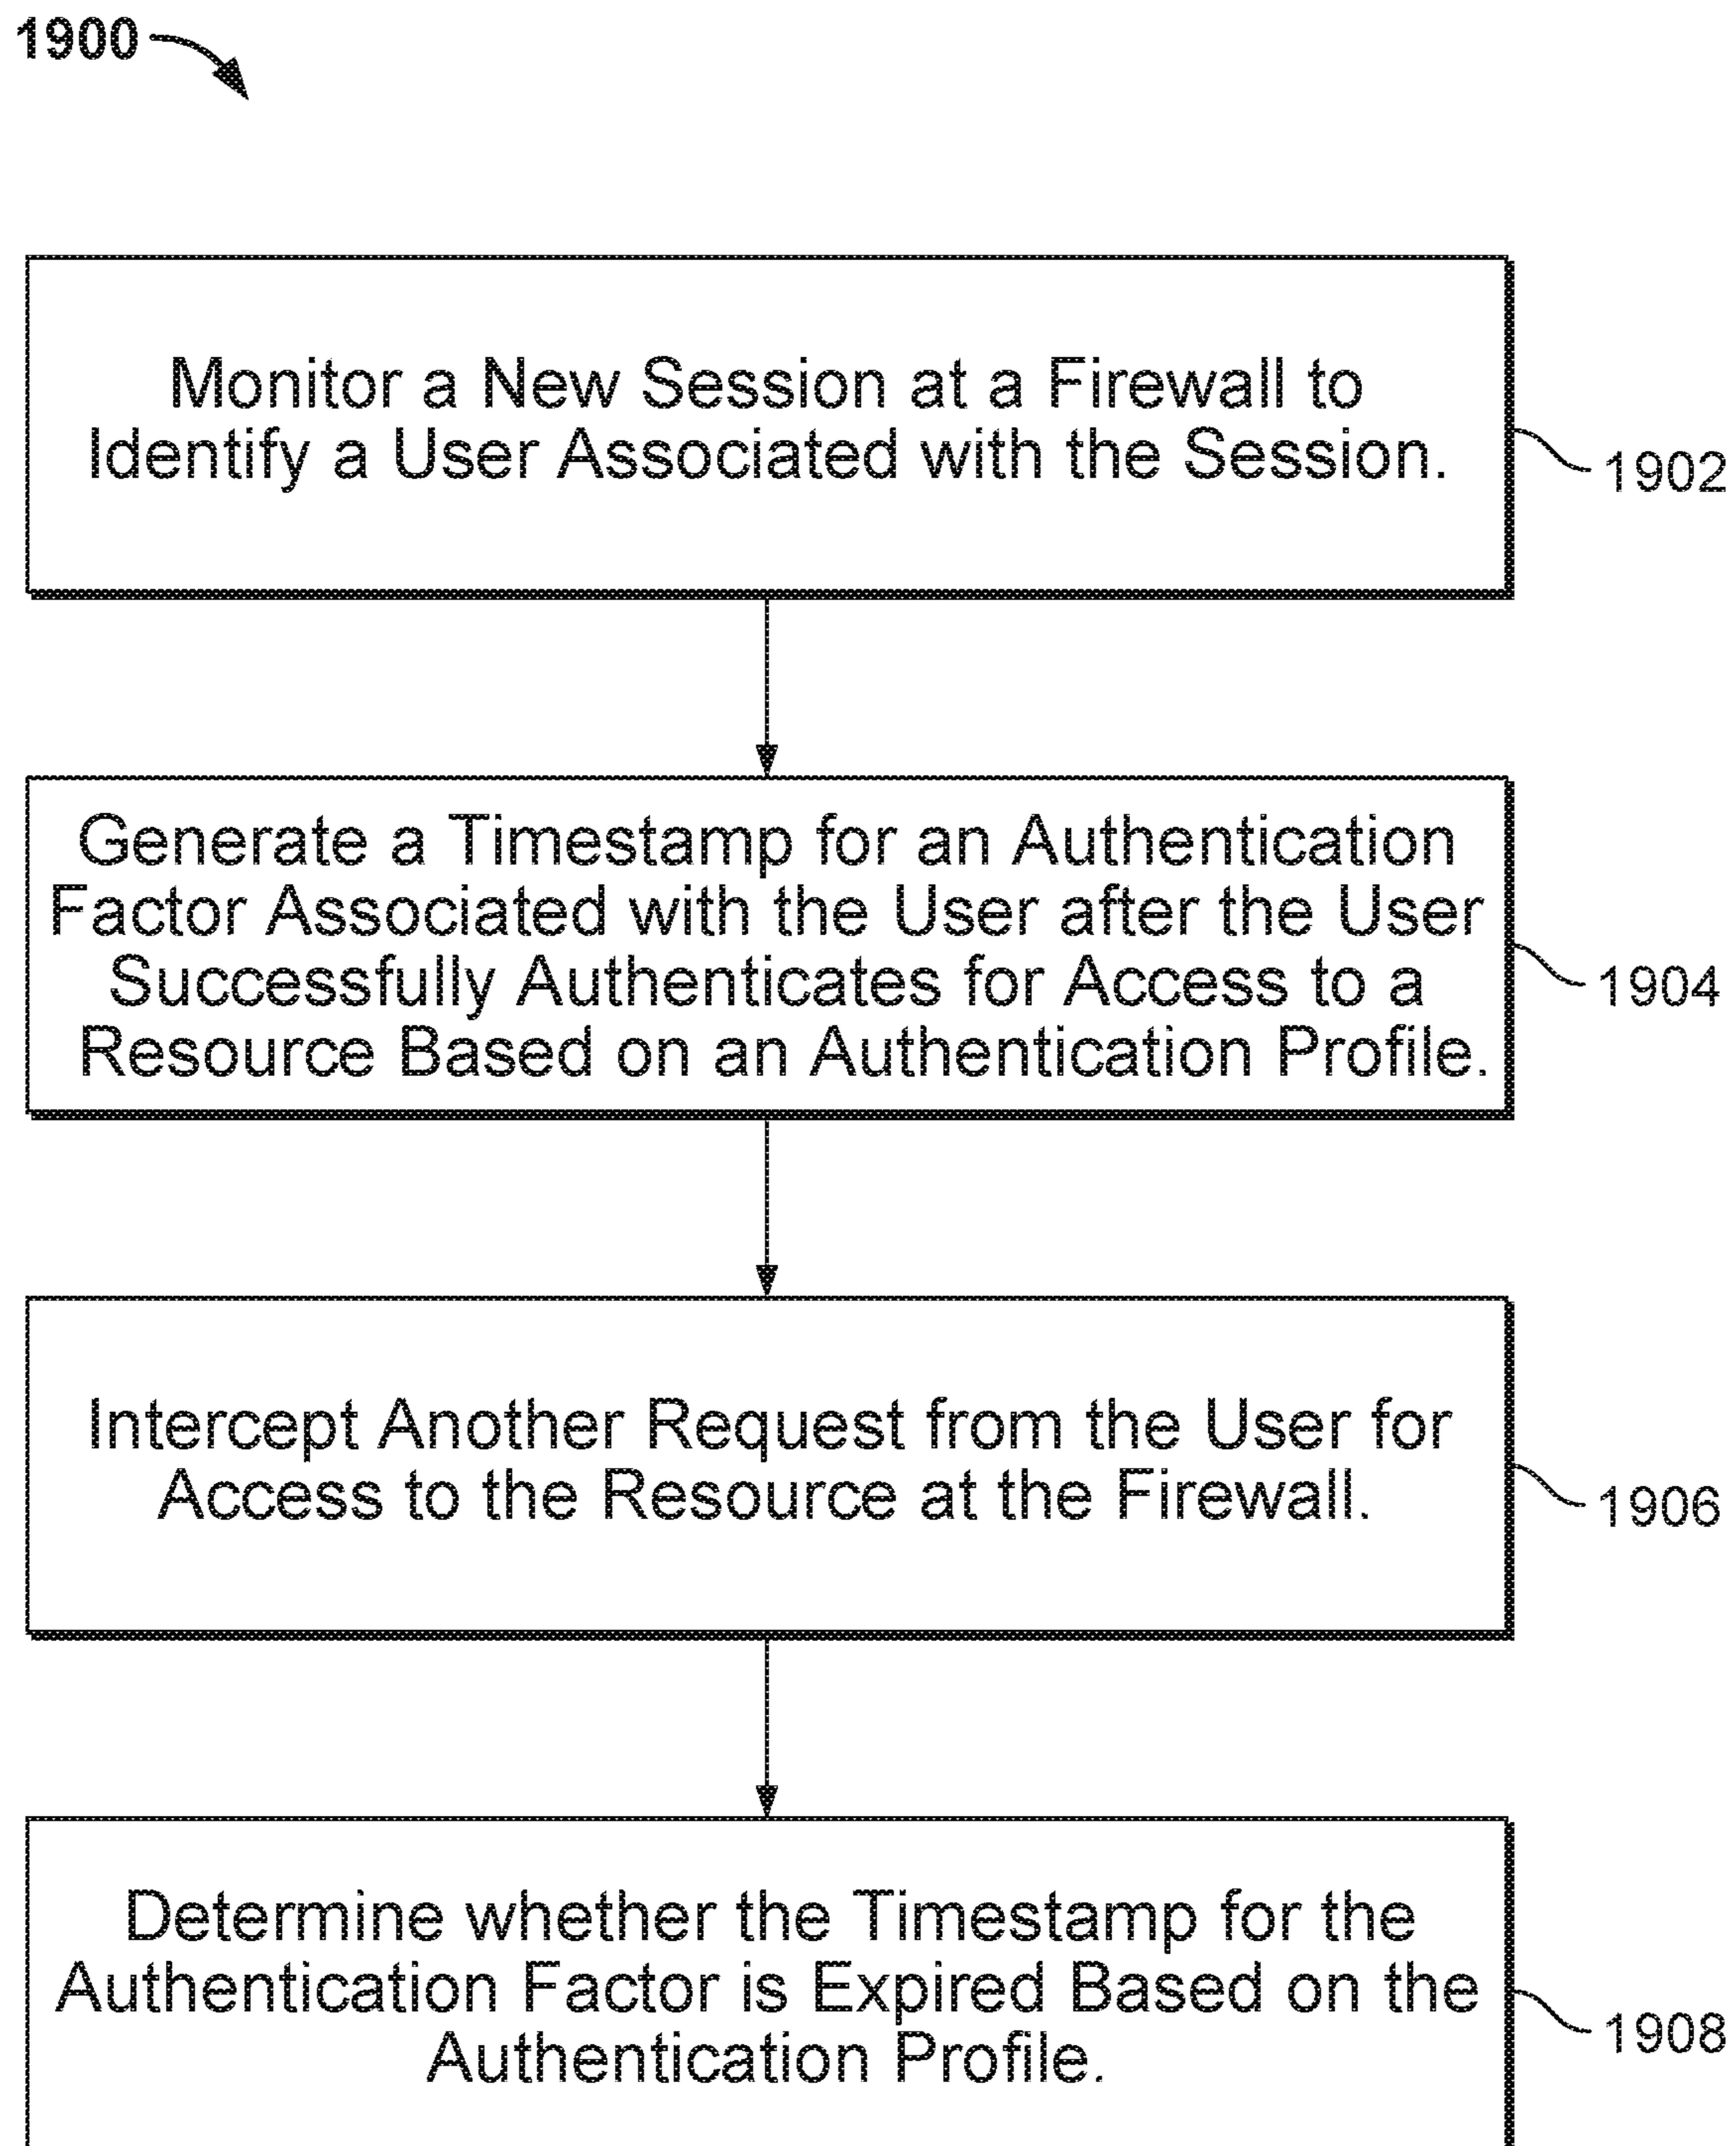 1900
Monitor a New Session at a Firewall to
Identify a User Associated with the Session.
1902
Generate a Timestamp for an Authentication
Factor Associated with the User after the User
Successfully Authenticates for Access to a
Resource Based on an Authentication Profile.
1904
Intercept Another Request from the User for
Access to the Resource at the Firewall.
1906
Determine whether the Timestamp for the
Authentication Factor is Expired Based on the
Authentication Profile.
1908